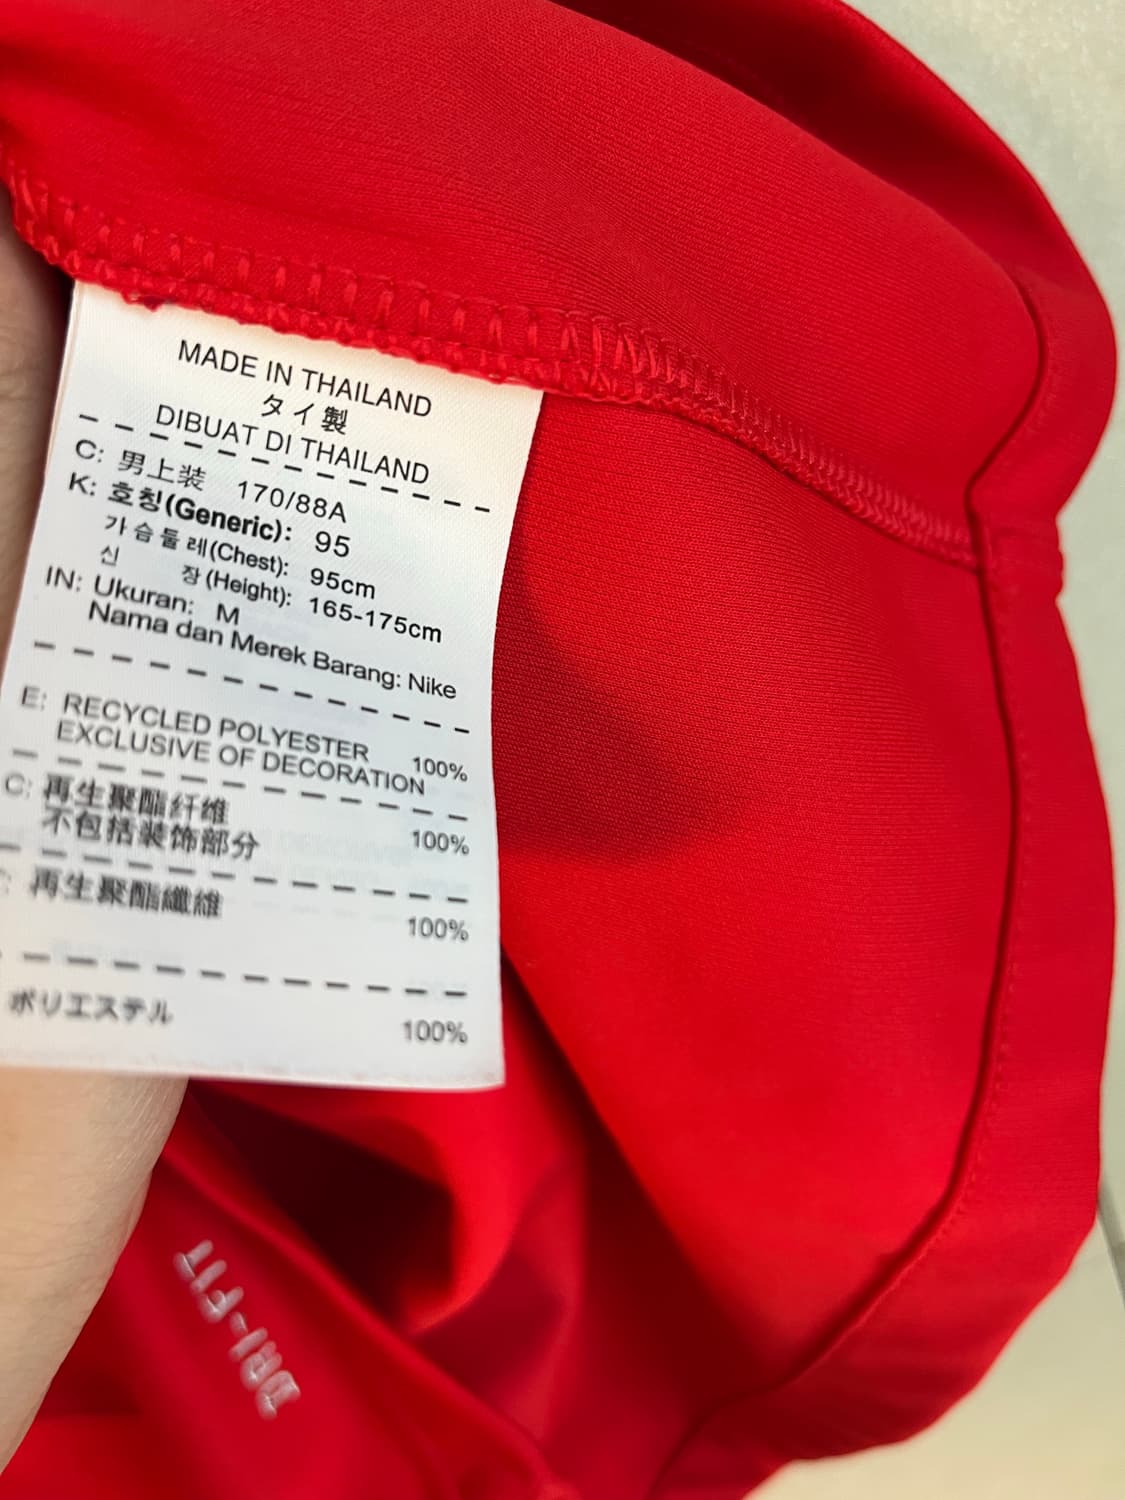 MADE IN THAILAND
タイ製
DIBUAT DI THAILAND
C: 男上装 170/88A
K: 호칭(Generic): 95
가슴둘레(Chest): 95cm
신 장(Height): 165-175cm
IN: Ukuran: M
Nama dan Merek Barang: Nike
E: RECYCLED POLYESTER 100%
EXCLUSIVE OF DECORATION
C: 再生聚酯纤维 100%
不包括装饰部分
再生聚酯纖維 100%
ポリエステル 100%
DRI-FIT